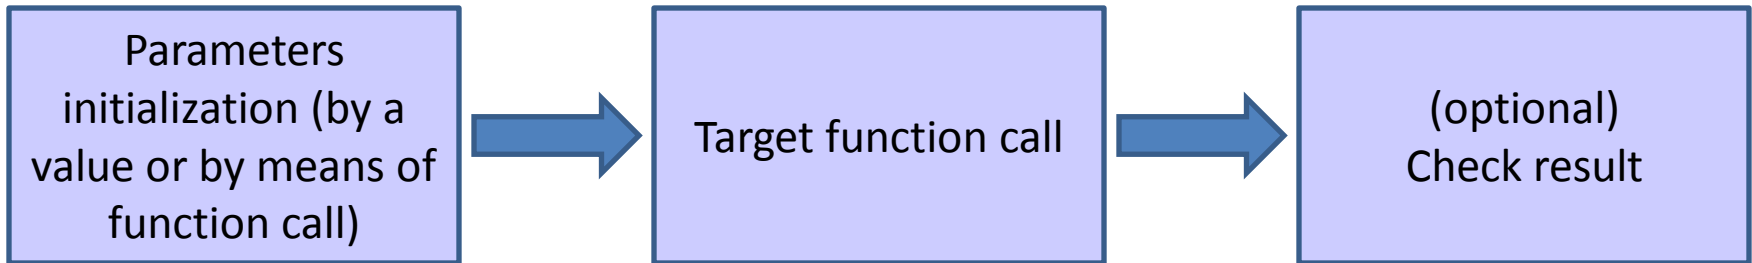 Parameters
initialization (by a
value or by means of
function call)
Target function call
(optional)
Check result